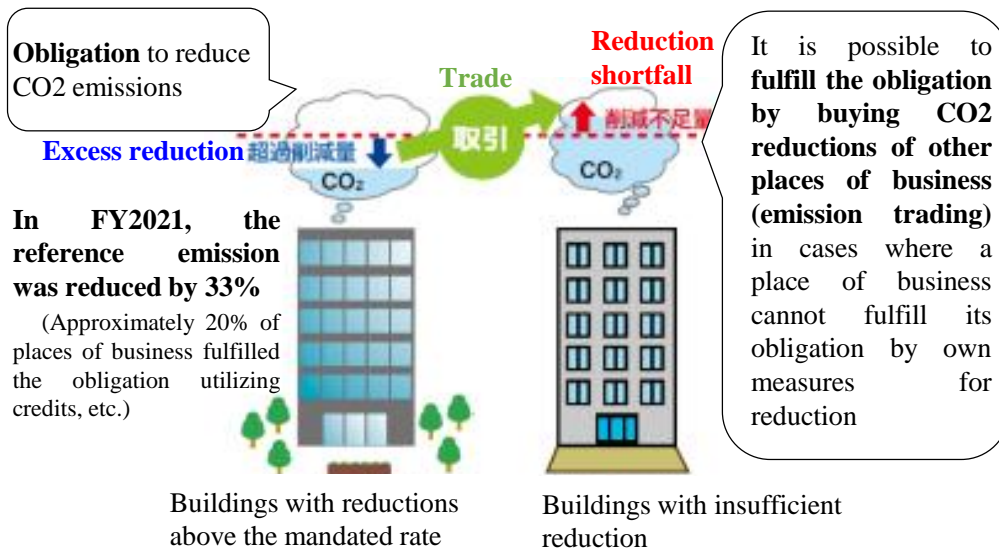 Obligation to reduce
CO2 emissions
Trade
Reduction
shortfall
取引
削減不足量
Excess reduction
超過削減量
CO₂
CO₂
In FY2021, the
reference emission
was reduced by 33%
(Approximately 20% of
places of business fulfilled
the obligation utilizing
credits, etc.)
It is possible to
fulfill the obligation
by buying CO2
reductions of other
places of business
(emission trading)
in cases where a
place of business
cannot fulfill its
obligation by own
measures for
reduction
Buildings with reductions
above the mandated rate
Buildings with insufficient
reduction